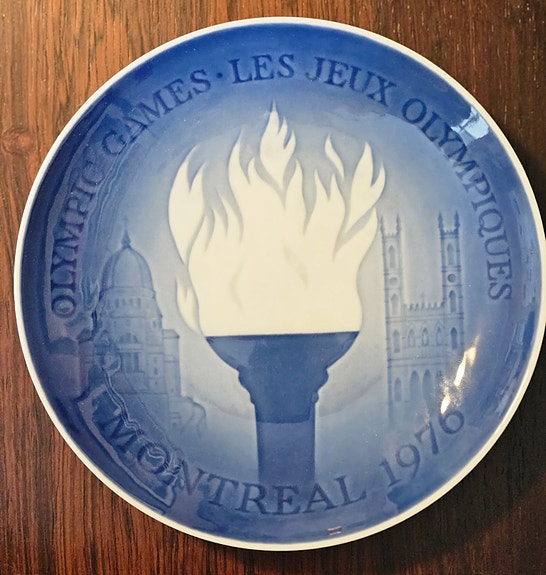 OLYMPIC GAMES · LES JEUX OLYMPIQUES
MONTREAL 1976